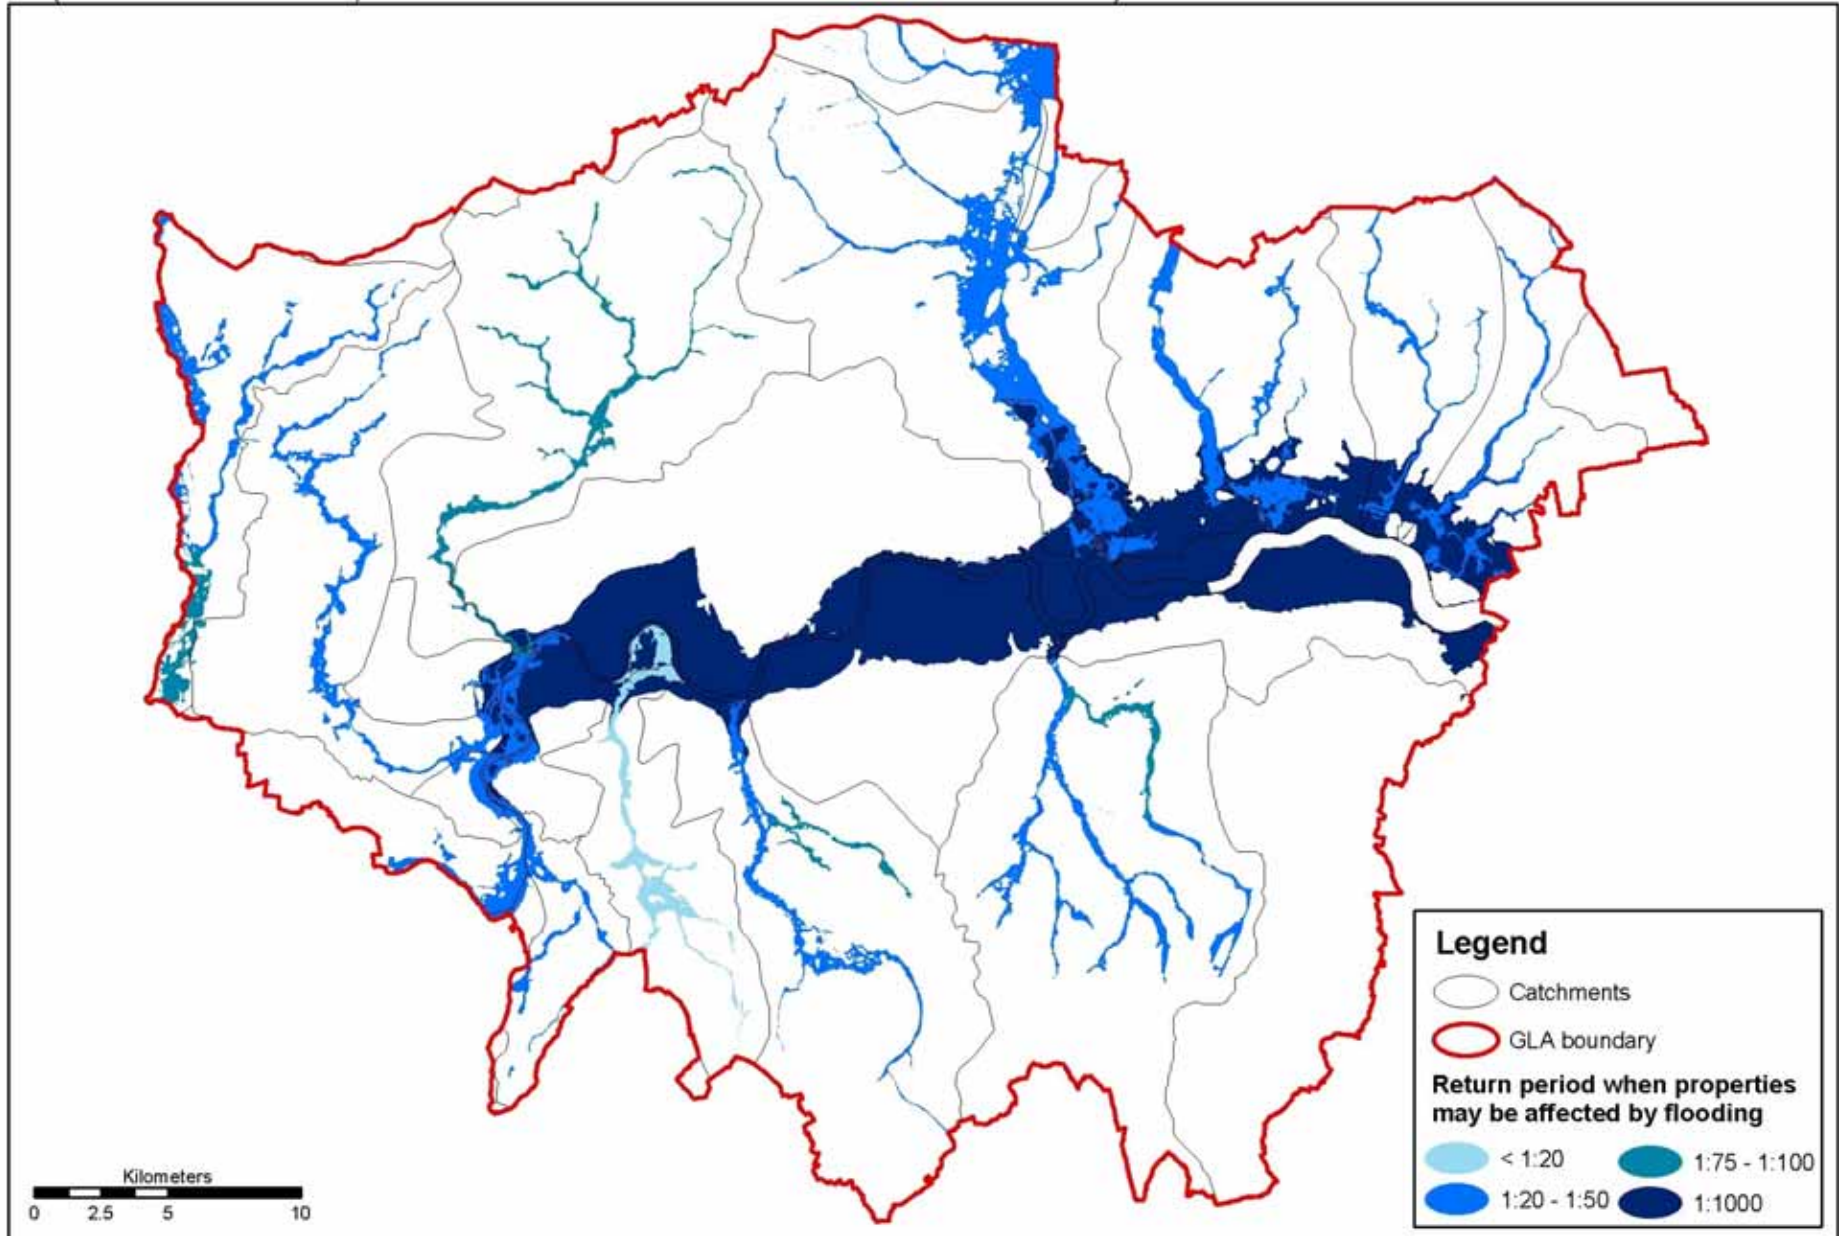 Legend
Catchments
GLA boundary
Return period when properties
may be affected by flooding
< 1:20
1:75 - 1:100
1:20 - 1:50
1:1000
Kilometers
0 2.5 5 10